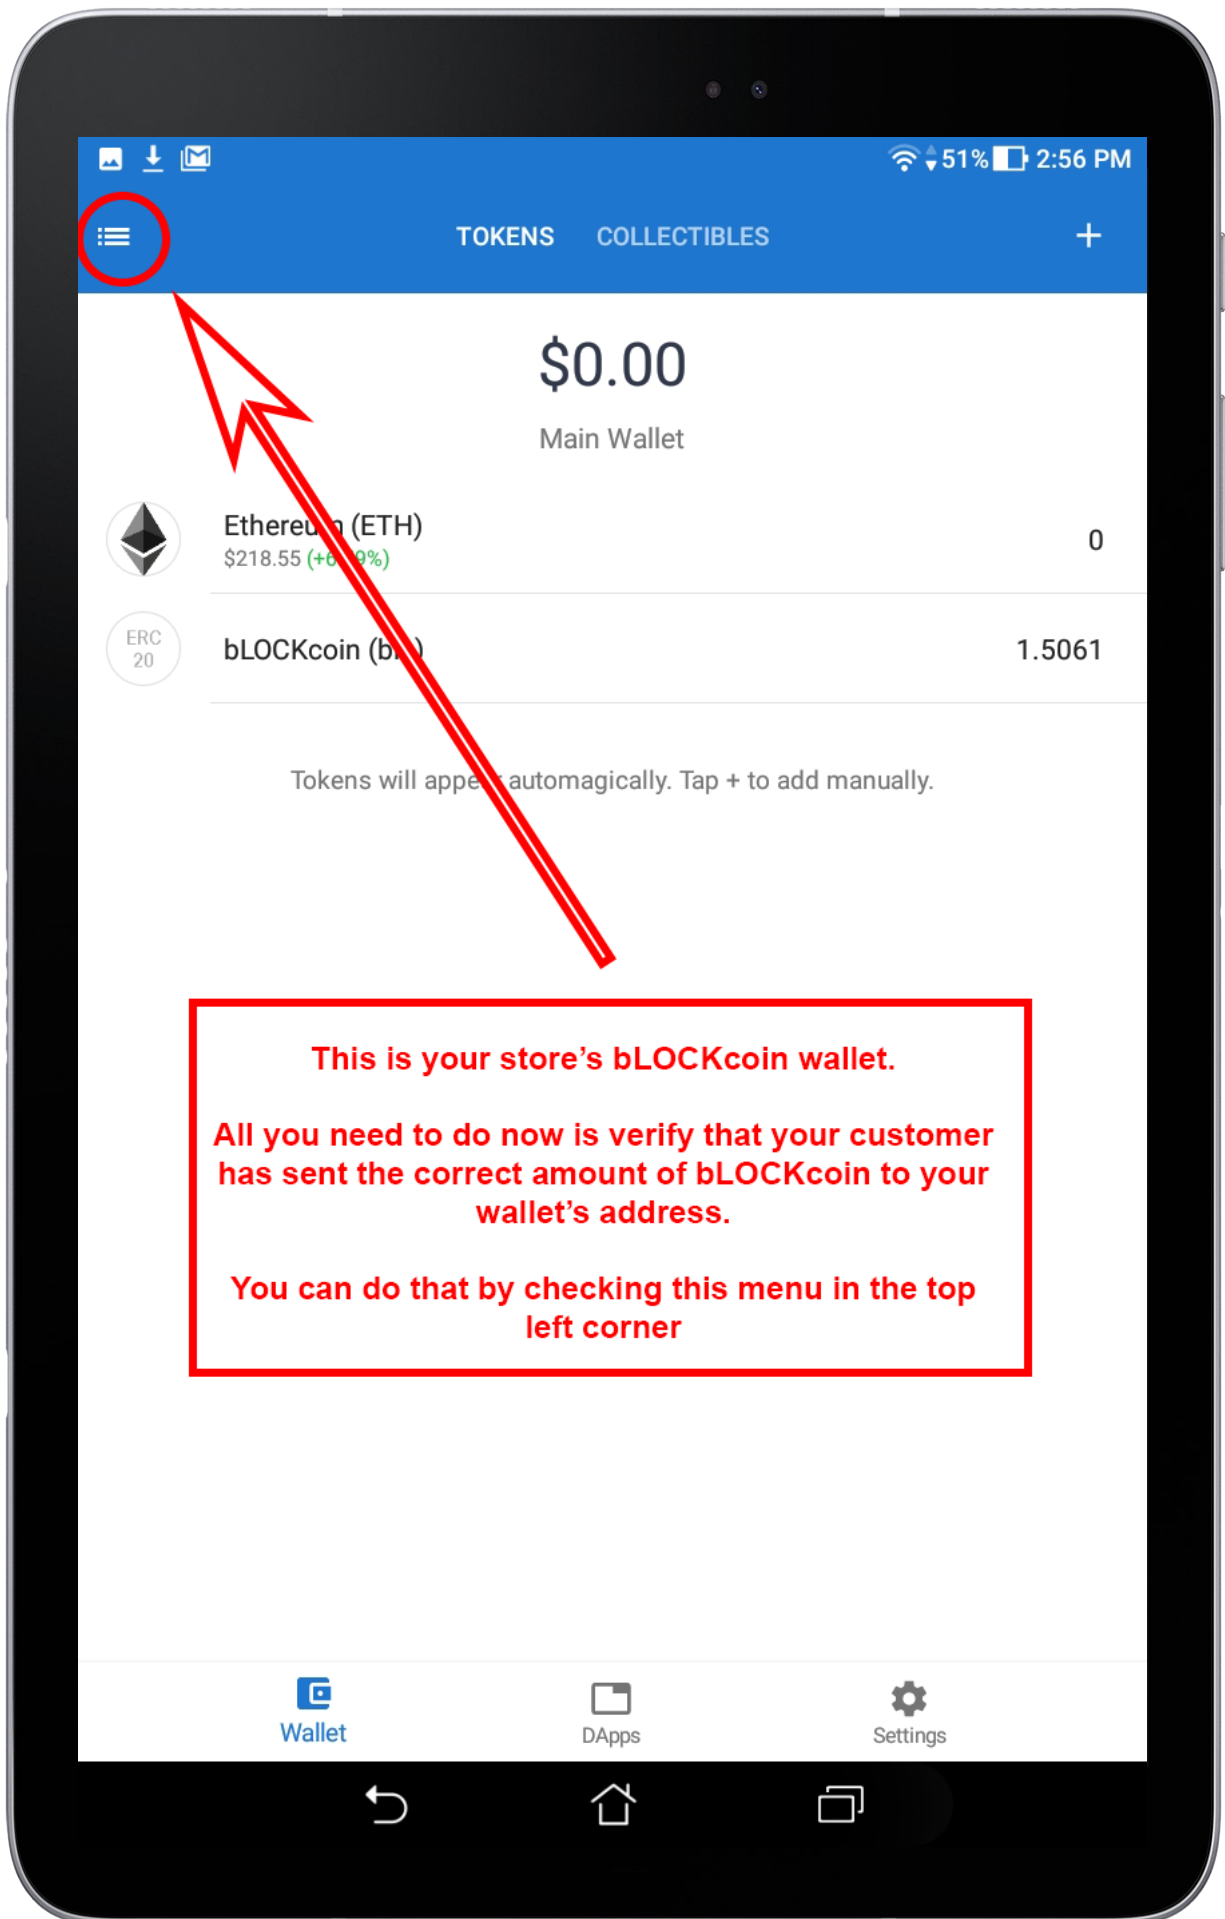 51% 2:56 PM
TOKENS COLLECTIBLES +
$0.00
Main Wallet
Ethereum (ETH)
$218.55
0
ERC
20
bLOCKcoin
1.5061
Tokens will appear automagically. Tap + to add manually.
This is your store's bLOCKcoin wallet.
All you need to do now is verify that your customer
has sent the correct amount of bLOCKcoin to your
wallet's address.
You can do that by checking this menu in the top
left corner
Wallet DApps Settings